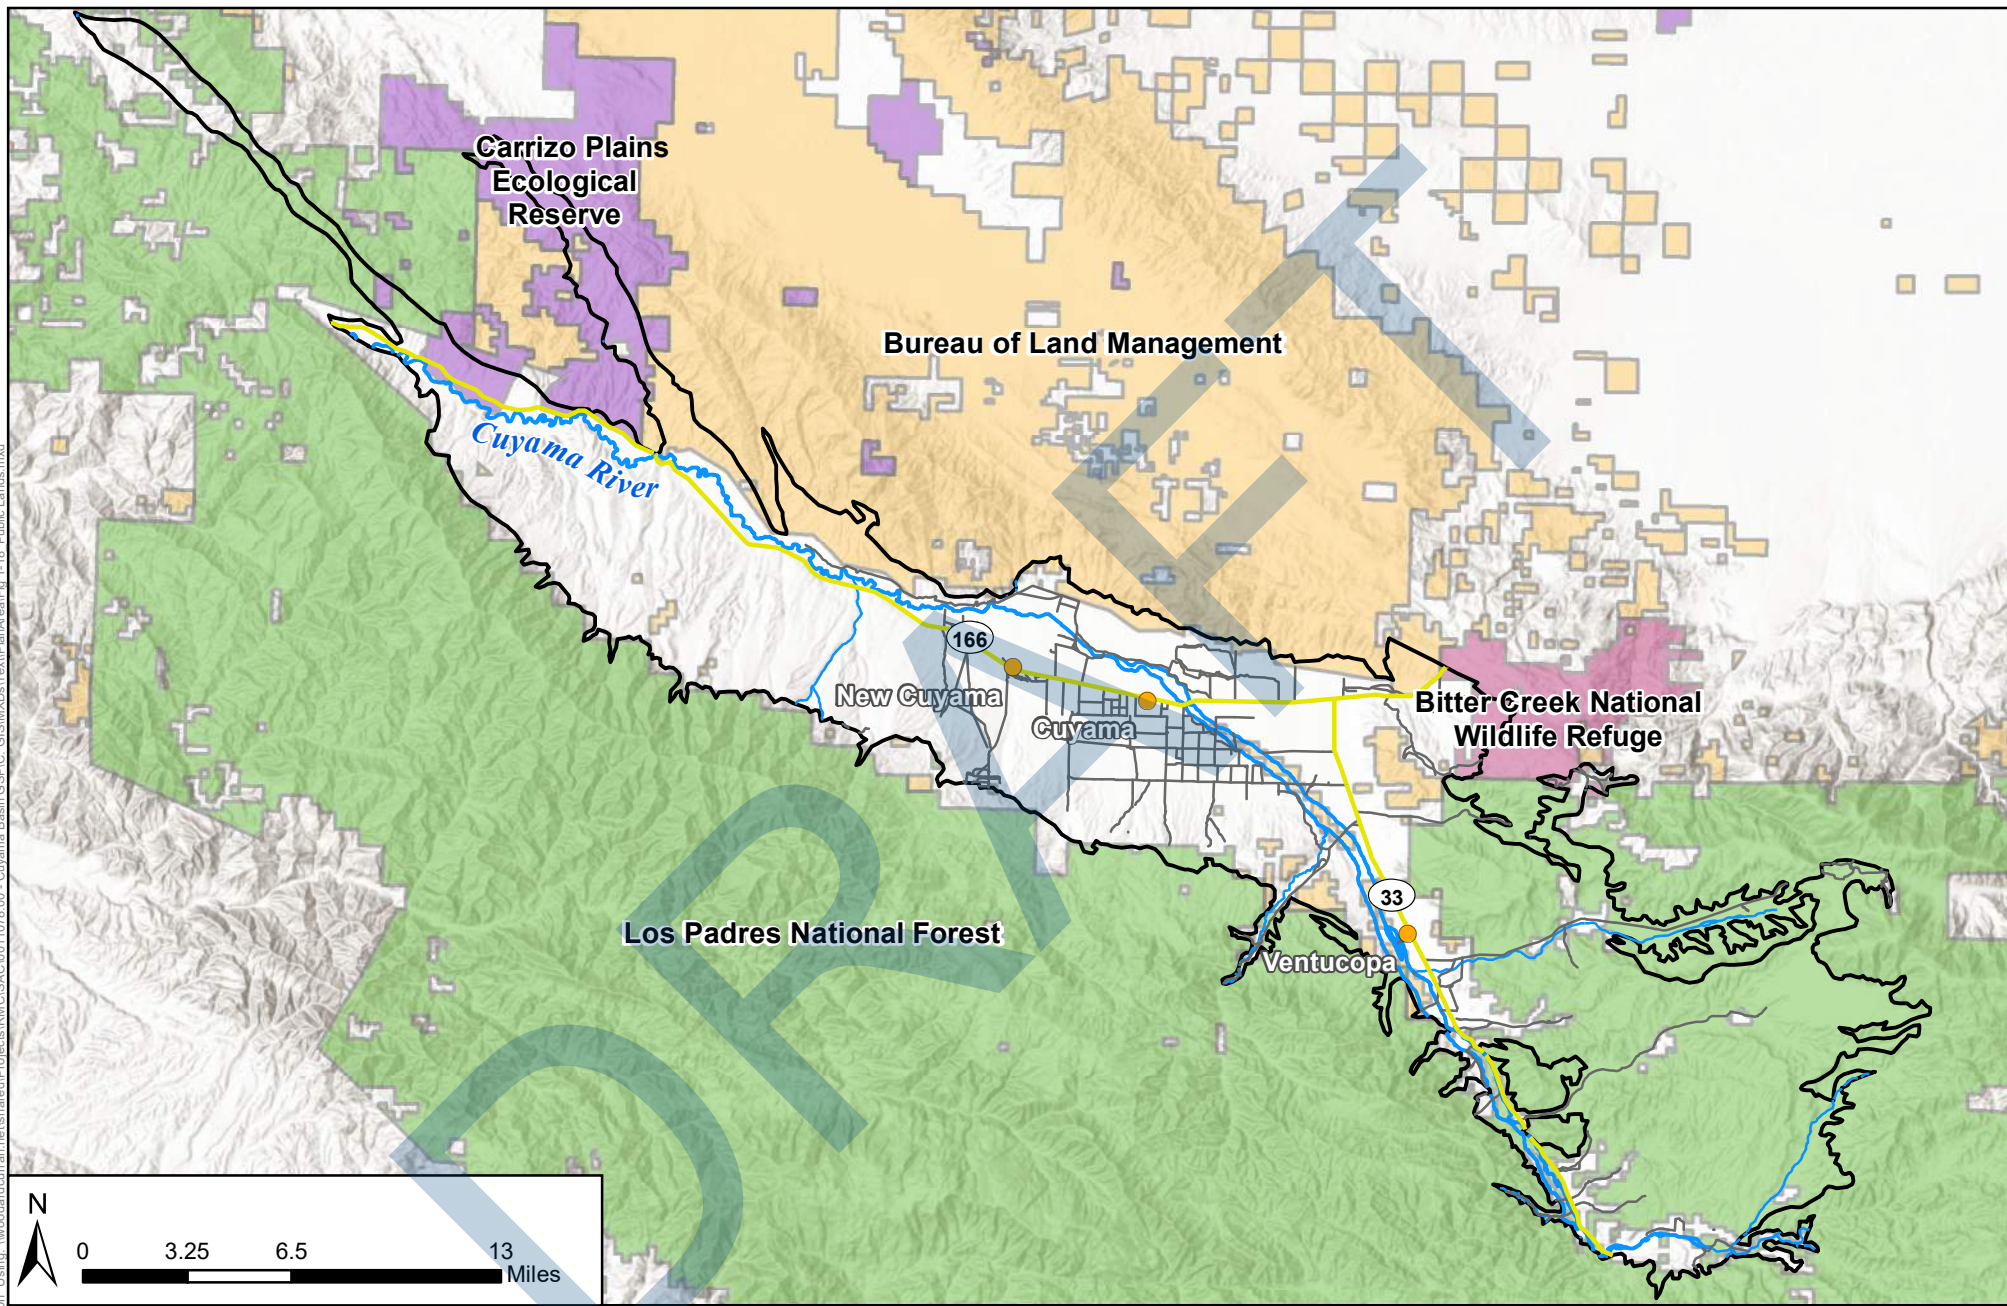 Carrizo Plains
Ecological
Reserve
Bureau of Land Management
Cuyama River
166
New Cuyama
Cuyama
Bitter Creek National
Wildlife Refuge
33
Los Padres National Forest
Ventucopa
DRAFT
N
0 3.25 6.5 13
Miles